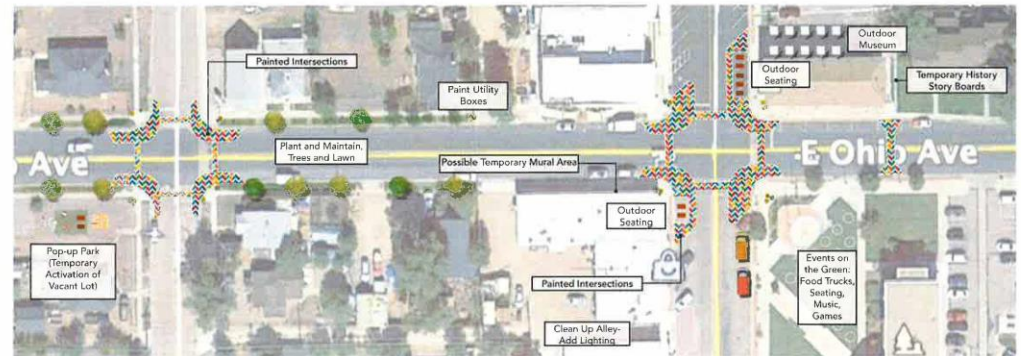 Painted Intersections
Paint Utility
Boxes
Outdoor
Museum
Outdoor
Seating
Temporary History
Story Boards
Plant and Maintain,
Trees and Lawn
Possible Temporary Mural Area
Ave
E Ohio Ave
Outdoor
Seating
Pop-up Park
(Temporary
Activation of
Vacant Lot)
Painted Intersections
Events on
the Green:
Food Trucks,
Seating,
Music,
Games
Clean Up Alley-
Add Lighting